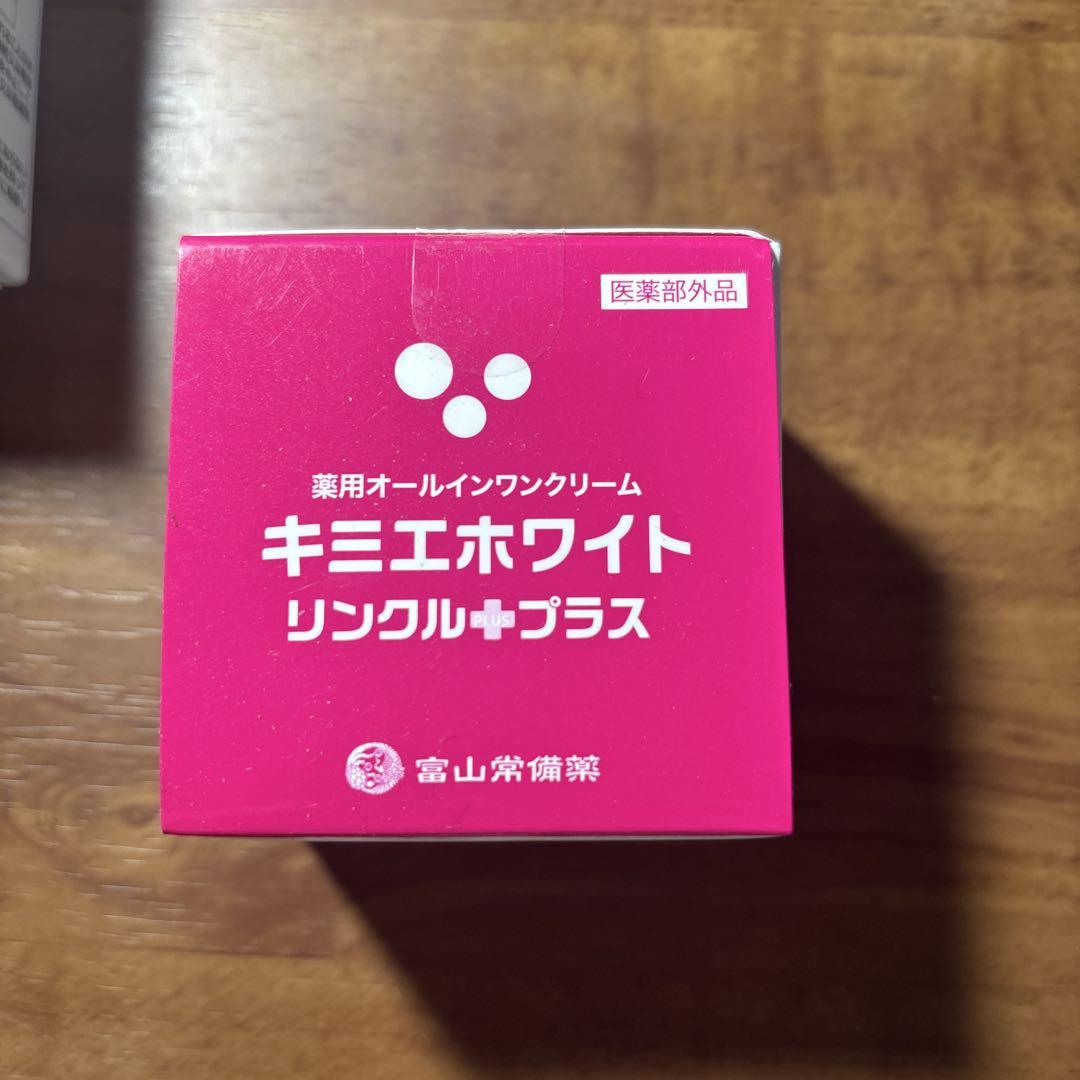 医薬部外品
薬用オールインワンクリーム
キミエホワイト
リンクルPLUSプラス
富山常備薬